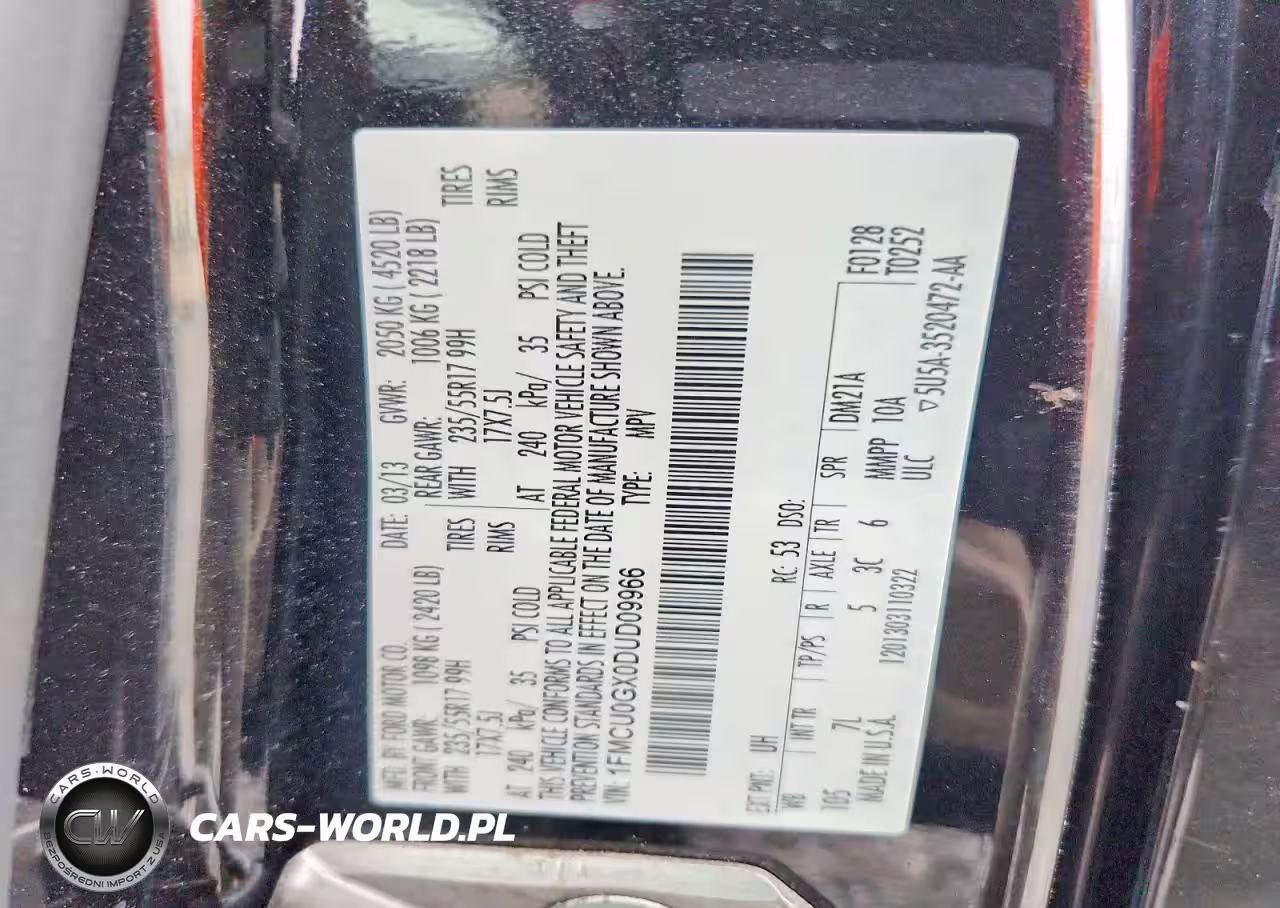 MFD. BY FORD MOTOR CO. DATE: 03/13 GVWR: 2050 KG ( 4520 LB)
FRONT GAWR: 1098 KG ( 2420 LB) REAR GAWR: 1006 KG ( 2218 LB)
WITH 235/55R17 99H TIRES WITH 235/55R17 99H TIRES
17X7.5J RIMS 17X7.5J RIMS
AT 240 kPa/ 35 PSI COLD AT 240 kPa/ 35 PSI COLD
THIS VEHICLE CONFORMS TO ALL APPLICABLE FEDERAL MOTOR VEHICLE SAFETY AND THEFT
PREVENTION STANDARDS IN EFFECT ON THE DATE OF MANUFACTURE SHOWN ABOVE.
VIN: 1FMCU0GX0DUD09966 TYPE: MPV
EXT PNT: UH RC: 53 DSO:
WB INT TR TP/PS R AXLE TR SPR DM21A F0128
105 7L 5 3C 6 MMPP 10A T0252
MADE IN U.S.A. 1201303110322 ULC ▽5U5A-3520472-AA
CARS-WORLD
CW
BEZPOŚREDNI IMPORT Z USA
CARS-WORLD.PL